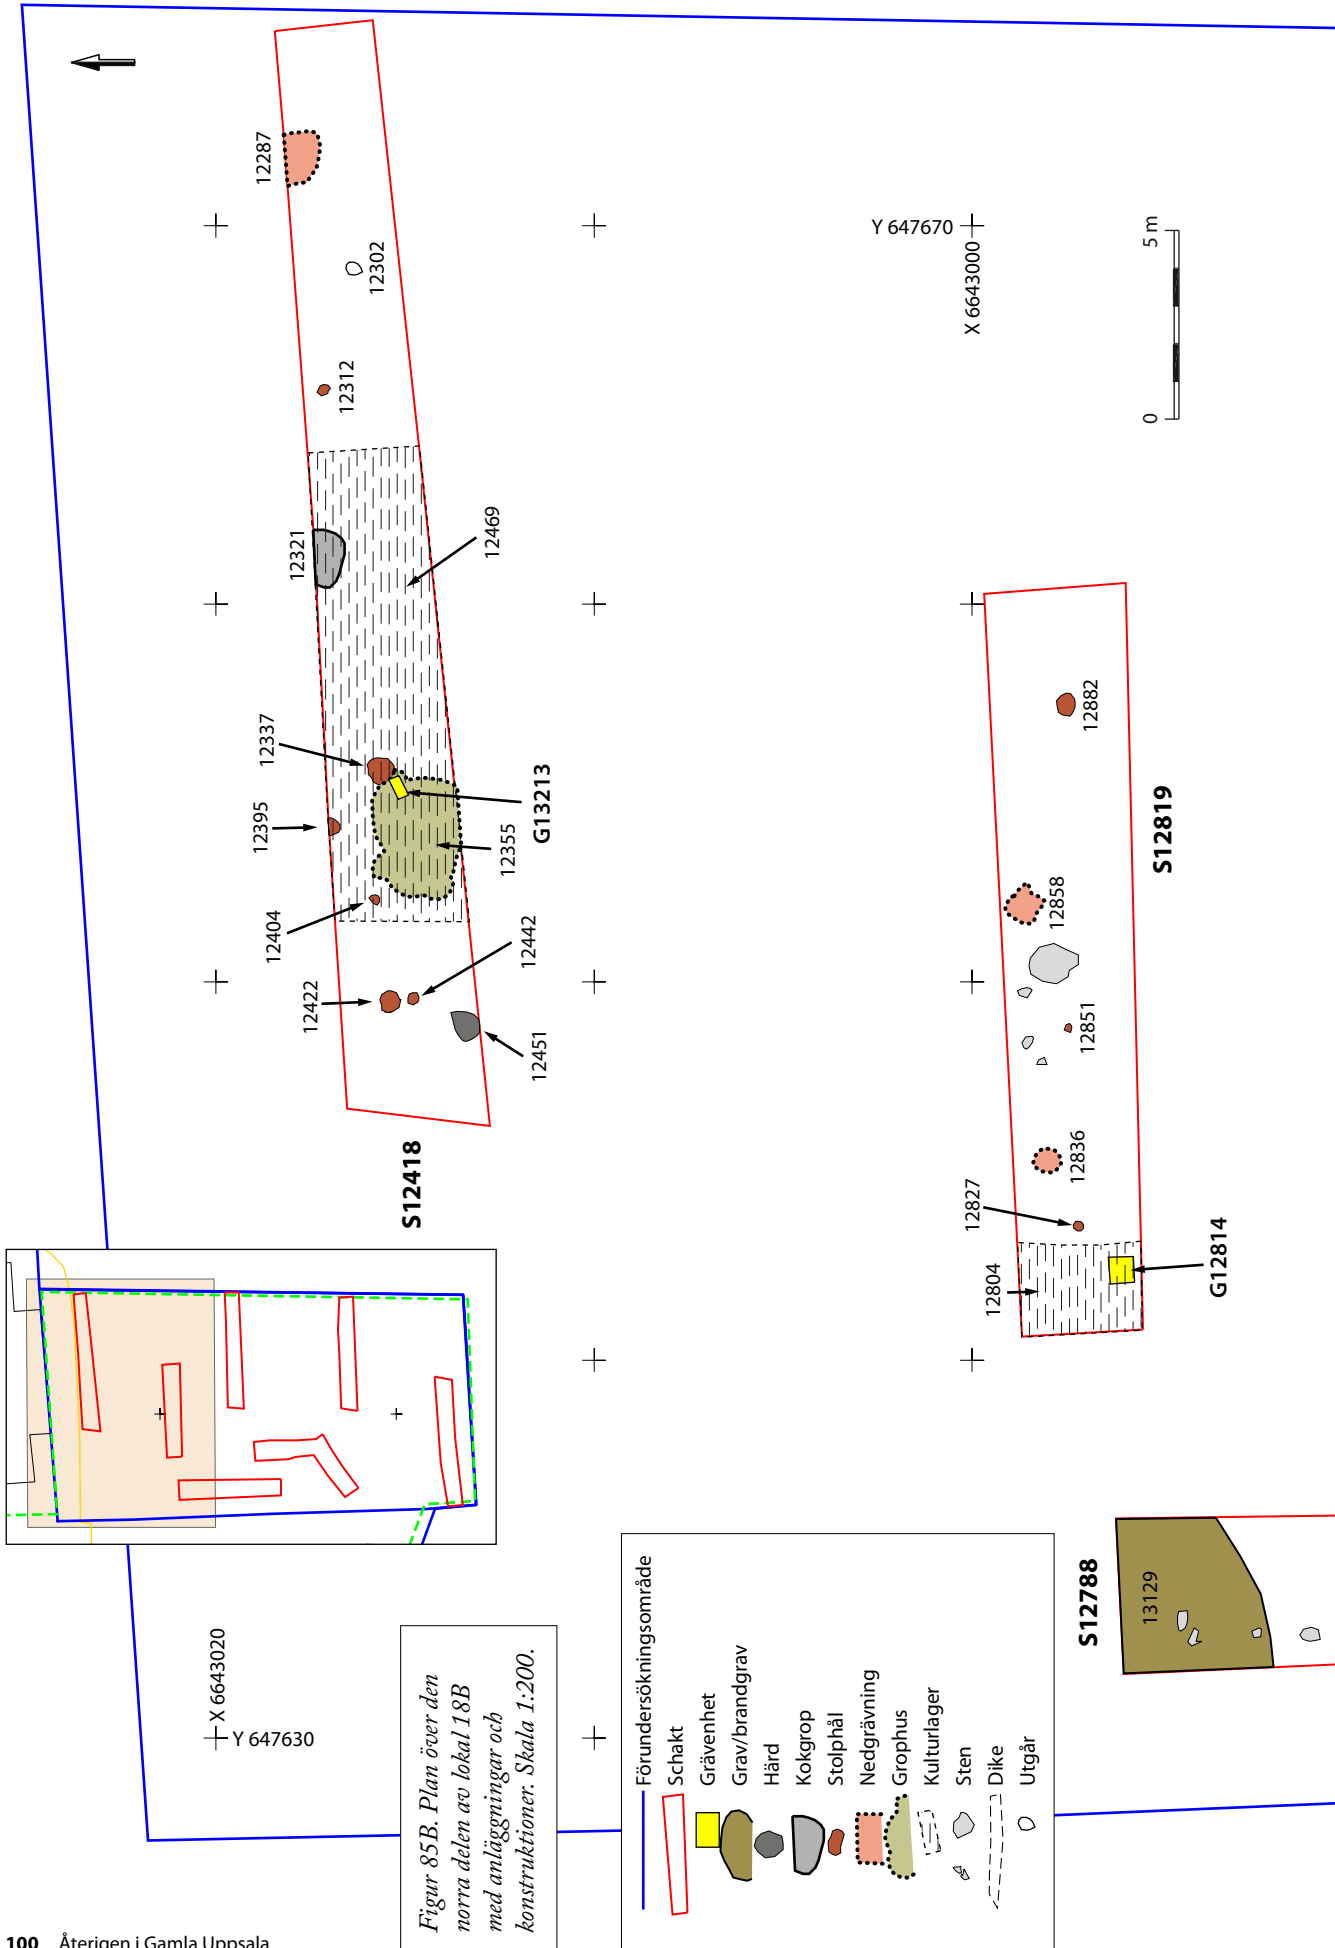 12287
12302
12312
Y 647670
X 6643000
5 m
0
12321
12469
12337
12395
G13213
12355
12404
12442
12422
12451
S12418
12882
S12819
12858
12851
12836
12827
12804
G12814
X 6643020
Y 647630
S12788
13129
Figur 85B. Plan över den
norra delen av lokal 18B
med anläggningar och
konstruktioner. Skala 1:200.
Förundersökningsområde
Schakt
Grävenhet
Grav/brandgrav
Härd
Kokgrop
Stolphål
Nedgrävning
Grophus
Kulturlager
Sten
Dike
Utgår
100 Återigen i Gamla Uppsala